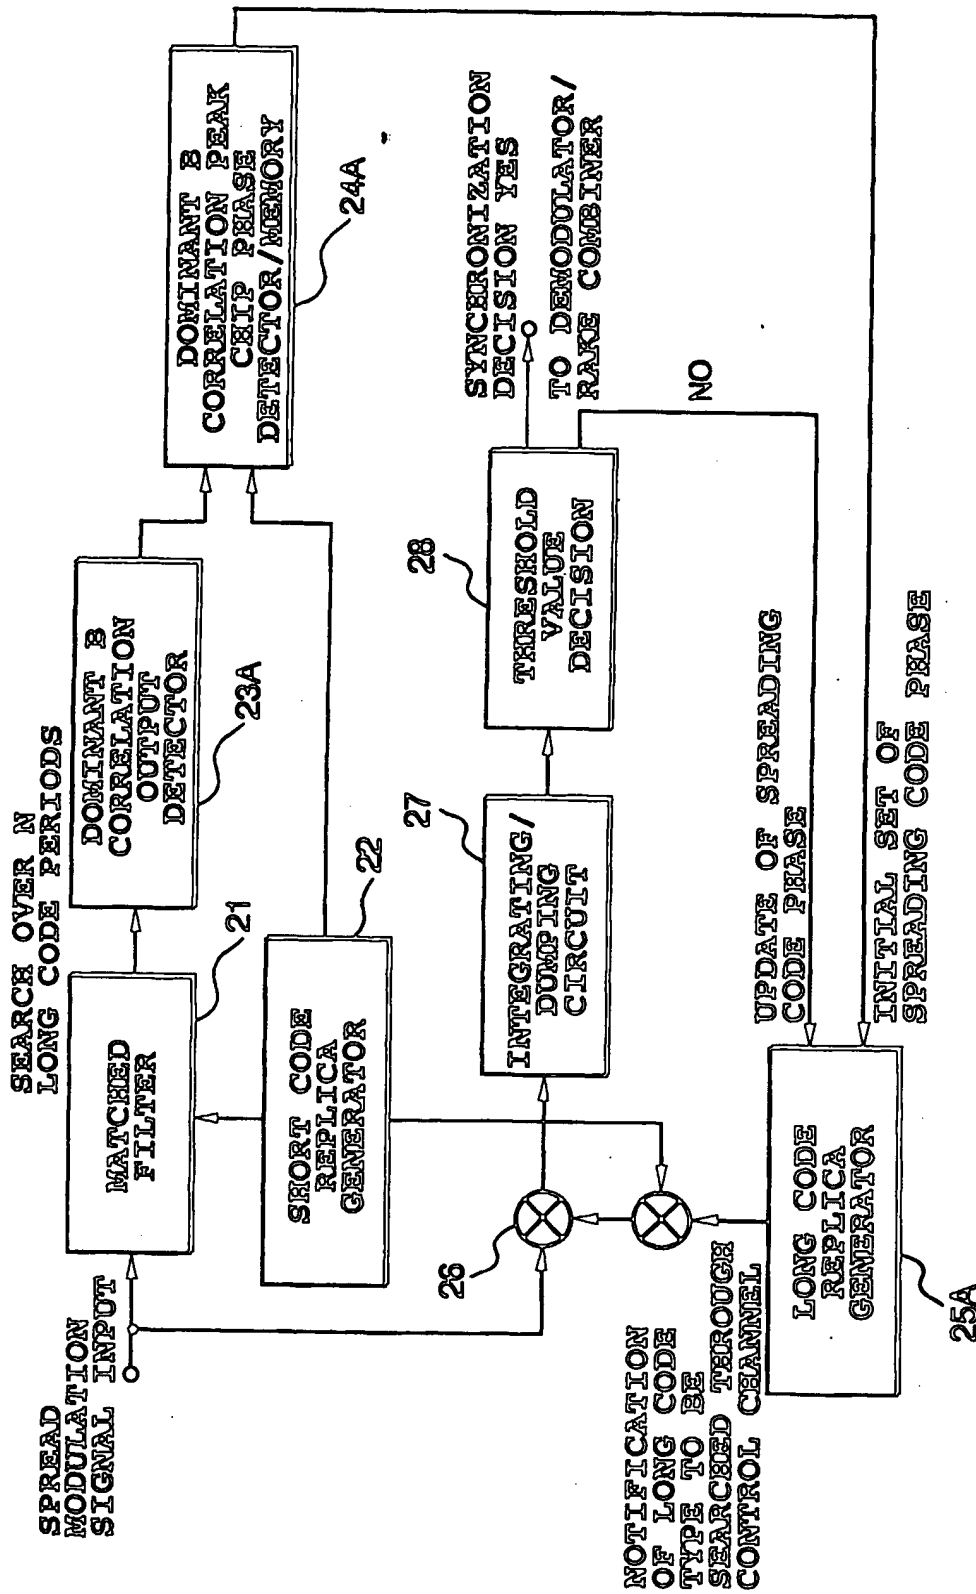 SPREAD
MODULATION
SIGNAL INPUT
SEARCH OVER N
LONG CODE PERIODS
MATCHED
FILTER
21
DOMINANT B
CORRELATION
OUTPUT
DETECTOR
23A
DOMINANT B
CORRELATION PEAK
CHIP PHASE
DETECTOR/MEMORY
24A
SHORT CODE
REPLICA
GENERATOR
22
26
INTEGRATING/
DUMPING
CIRCUIT
27
THRESHOLD
VALUE
DECISION
28
SYNCHRONIZATION
DECISION YES
TO DEMODULATOR/
RAKE COMBINER
NO
NOTIFICATION
OF LONG CODE
TYPE TO BE
SEARCHED THROUGH
CONTROL CHANNEL
LONG CODE
REPLICA
GENERATOR
25A
UPDATE OF SPREADING
CODE PHASE
INITIAL SET OF
SPREADING CODE PHASE